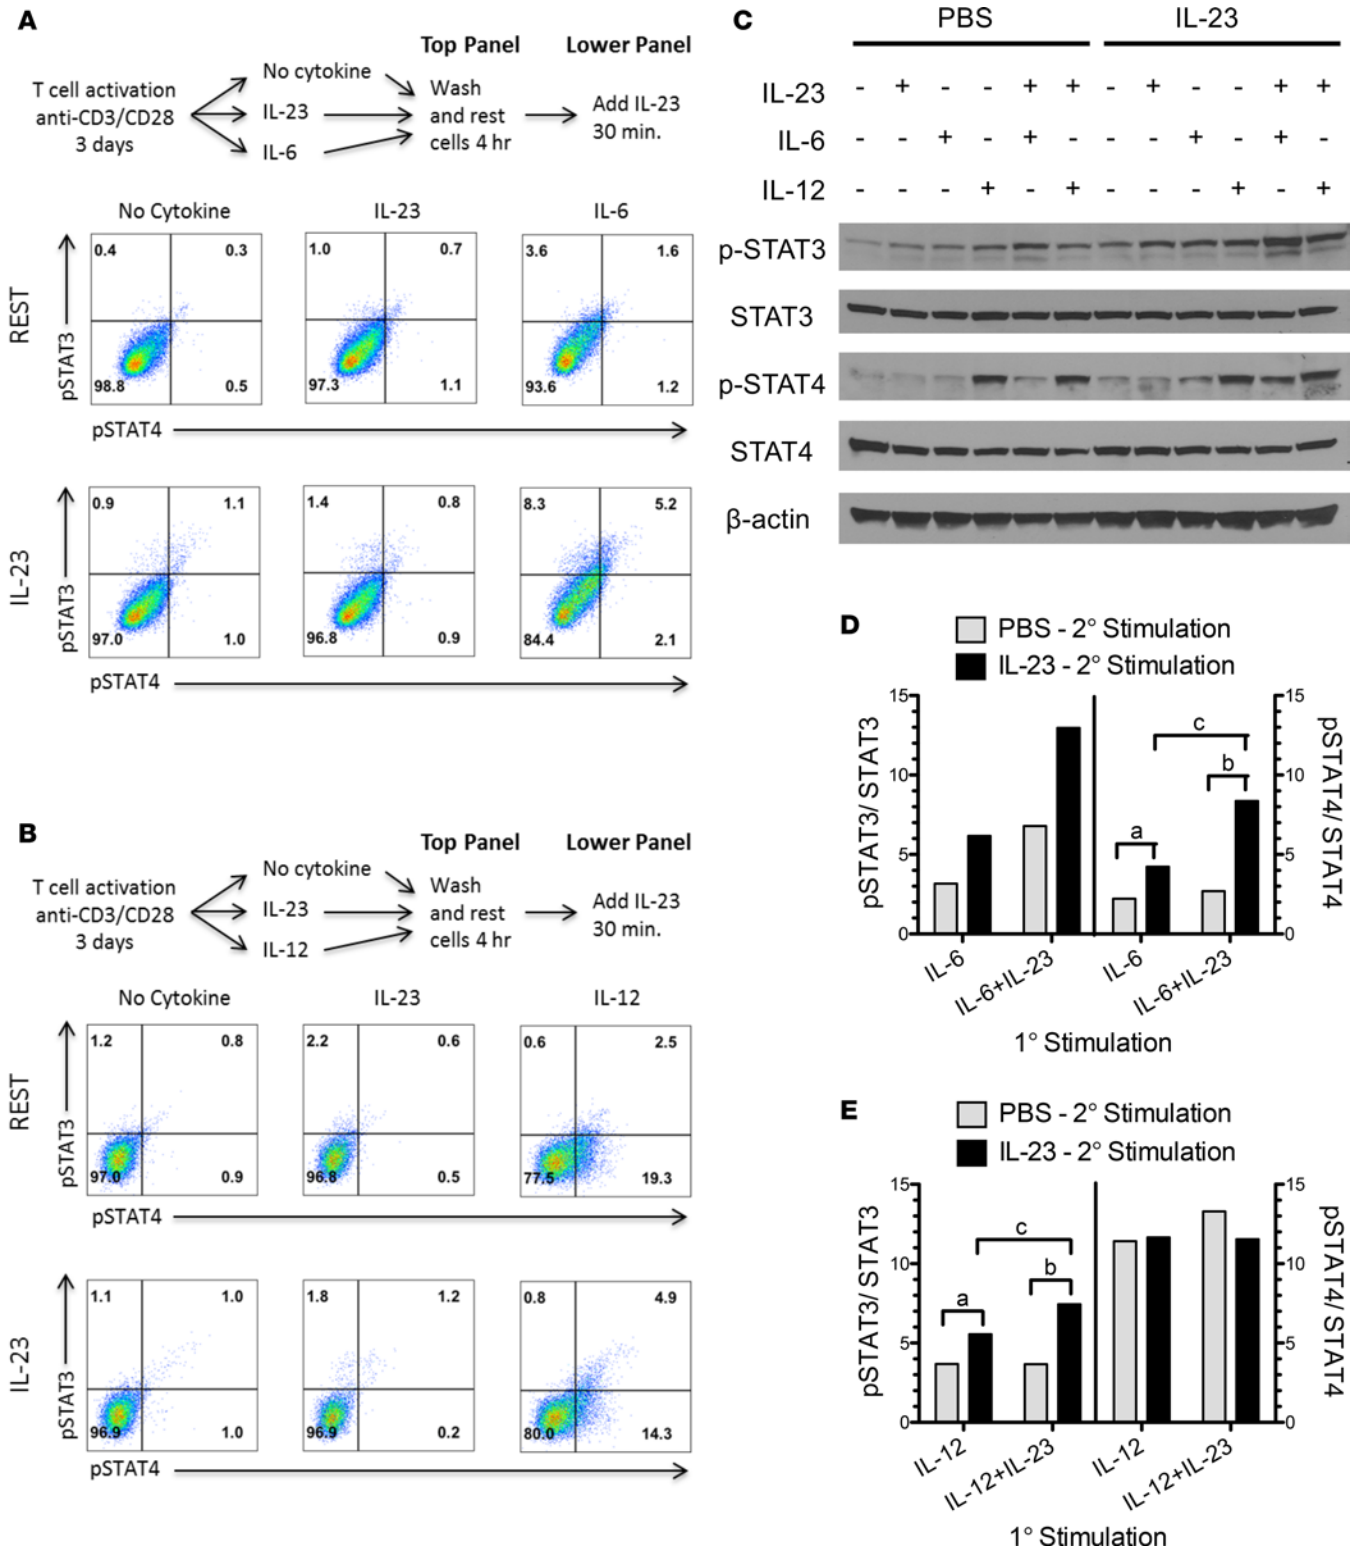 A
Top Panel Lower Panel
T cell activation
anti-CD3/CD28
3 days
No cytokine
IL-23
IL-6
Wash
and rest
cells 4 hr
Add IL-23
30 min.
No Cytokine IL-23 IL-6
REST
pSTAT3
0.4 0.3 1.0 0.7 3.6 1.6
98.8 0.5 97.3 1.1 93.6 1.2
pSTAT4
IL-23
pSTAT3
0.9 1.1 1.4 0.8 8.3 5.2
97.0 1.0 96.8 0.9 84.4 2.1
pSTAT4
B
Top Panel Lower Panel
T cell activation
anti-CD3/CD28
3 days
No cytokine
IL-23
IL-12
Wash
and rest
cells 4 hr
Add IL-23
30 min.
No Cytokine IL-23 IL-12
REST
pSTAT3
1.2 0.8 2.2 0.6 0.6 2.5
97.0 0.9 96.8 0.5 77.5 19.3
pSTAT4
IL-23
pSTAT3
1.1 1.0 1.8 1.2 0.8 4.9
96.9 1.0 96.9 0.2 80.0 14.3
pSTAT4
C
PBS IL-23
IL-23 - + - - + + - + - - + +
IL-6 - - + - + - - - + - + -
IL-12 - - - + - + - - - + - +
p-STAT3
STAT3
p-STAT4
STAT4
β-actin
D
PBS - 2° Stimulation
IL-23 - 2° Stimulation
pSTAT3/ STAT3
15
10
5
0
a
b
c
15
10
5
0
pSTAT4/ STAT4
IL-6 IL-6+IL-23 IL-6 IL-6+IL-23
1° Stimulation
E
PBS - 2° Stimulation
IL-23 - 2° Stimulation
pSTAT3/ STAT3
15
10
5
0
a
b
c
15
10
5
0
pSTAT4/ STAT4
IL-12 IL-12+IL-23 IL-12 IL-12+IL-23
1° Stimulation